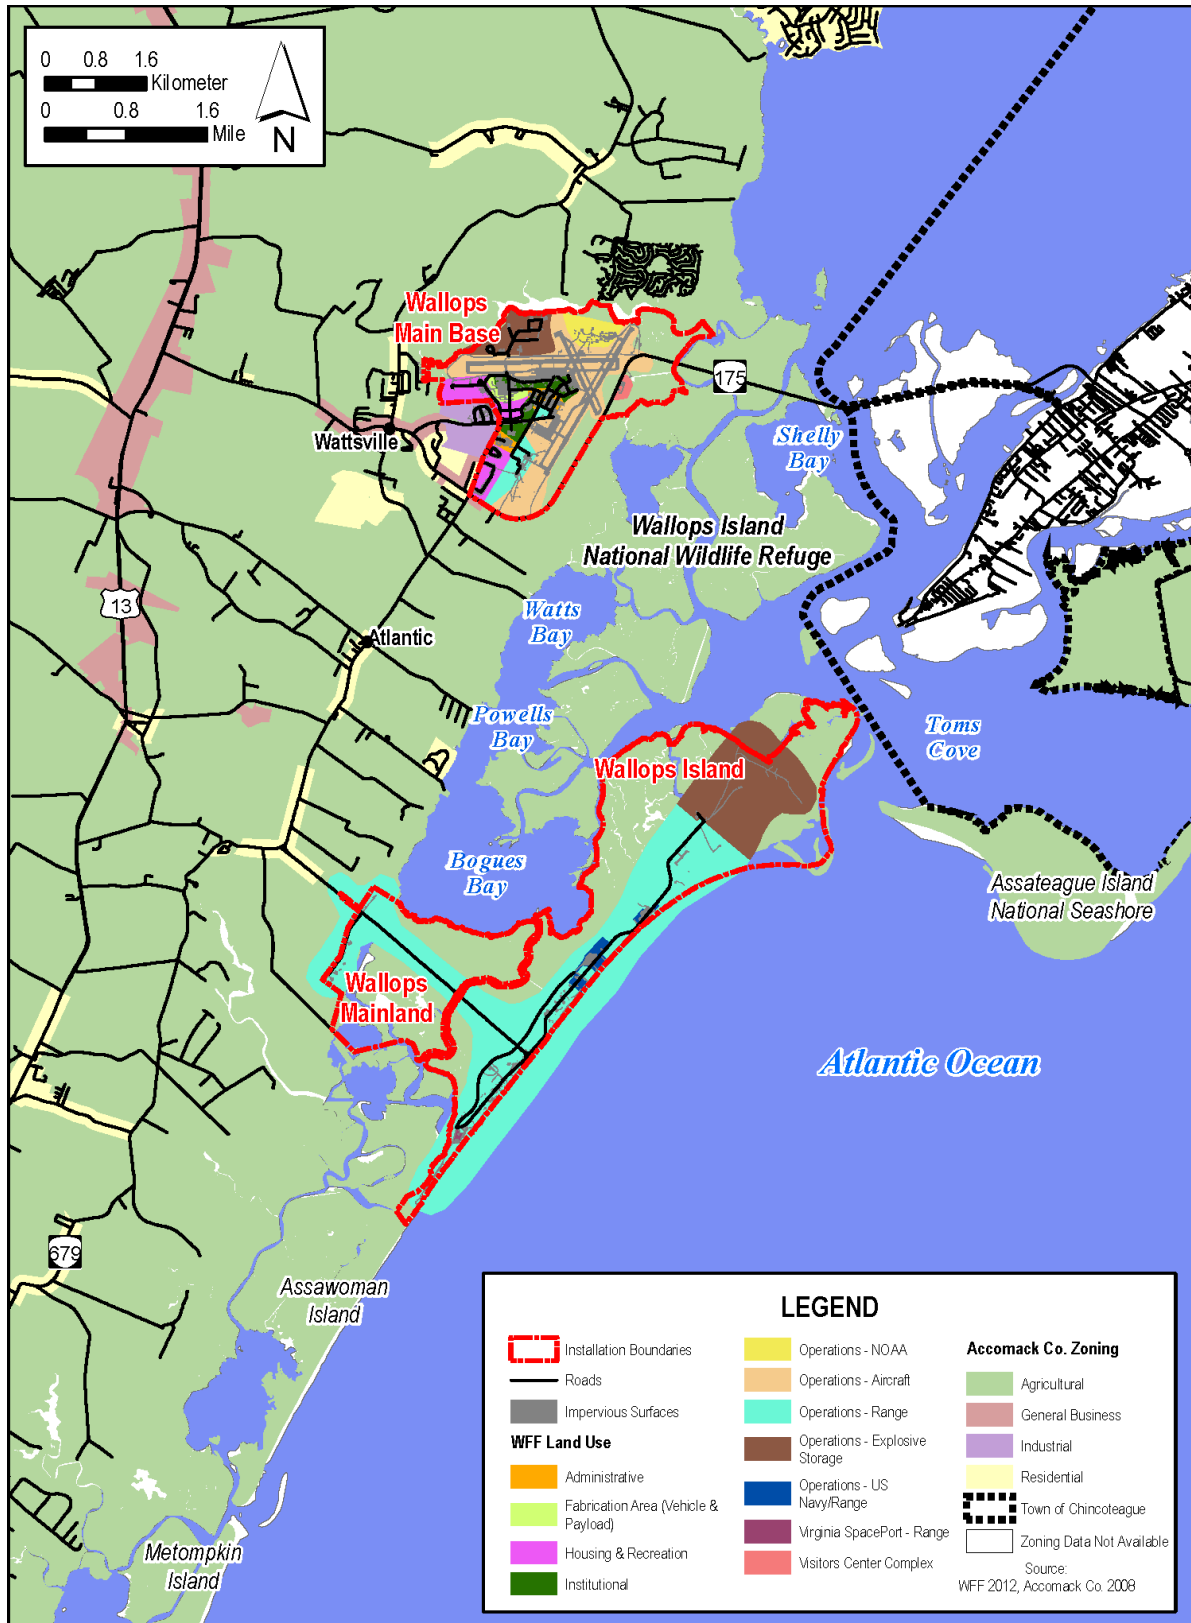 0 0.8 1.6
Kilometer
0 0.8 1.6
Mile
N
Wallops
Main Base
175
Wattsville
Shelly
Bay
Wallops Island
National Wildlife Refuge
13
Watts
Bay
Atlantic
Powells
Bay
Toms
Cove
Wallops Island
Bogues
Bay
Assateague Island
National Seashore
Wallops
Mainland
Atlantic Ocean
679
Assawoman
Island
Metompkin
Island
LEGEND
Installation Boundaries
Roads
Impervious Surfaces
WFF Land Use
Administrative
Fabrication Area (Vehicle &
Payload)
Housing & Recreation
Institutional
Operations - NOAA
Operations - Aircraft
Operations - Range
Operations - Explosive
Storage
Operations - US
Navy/Range
Virginia SpacePort - Range
Visitors Center Complex
Accomack Co. Zoning
Agricultural
General Business
Industrial
Residential
Town of Chincoteague
Zoning Data Not Available
Source:
WFF 2012, Accomack Co. 2008